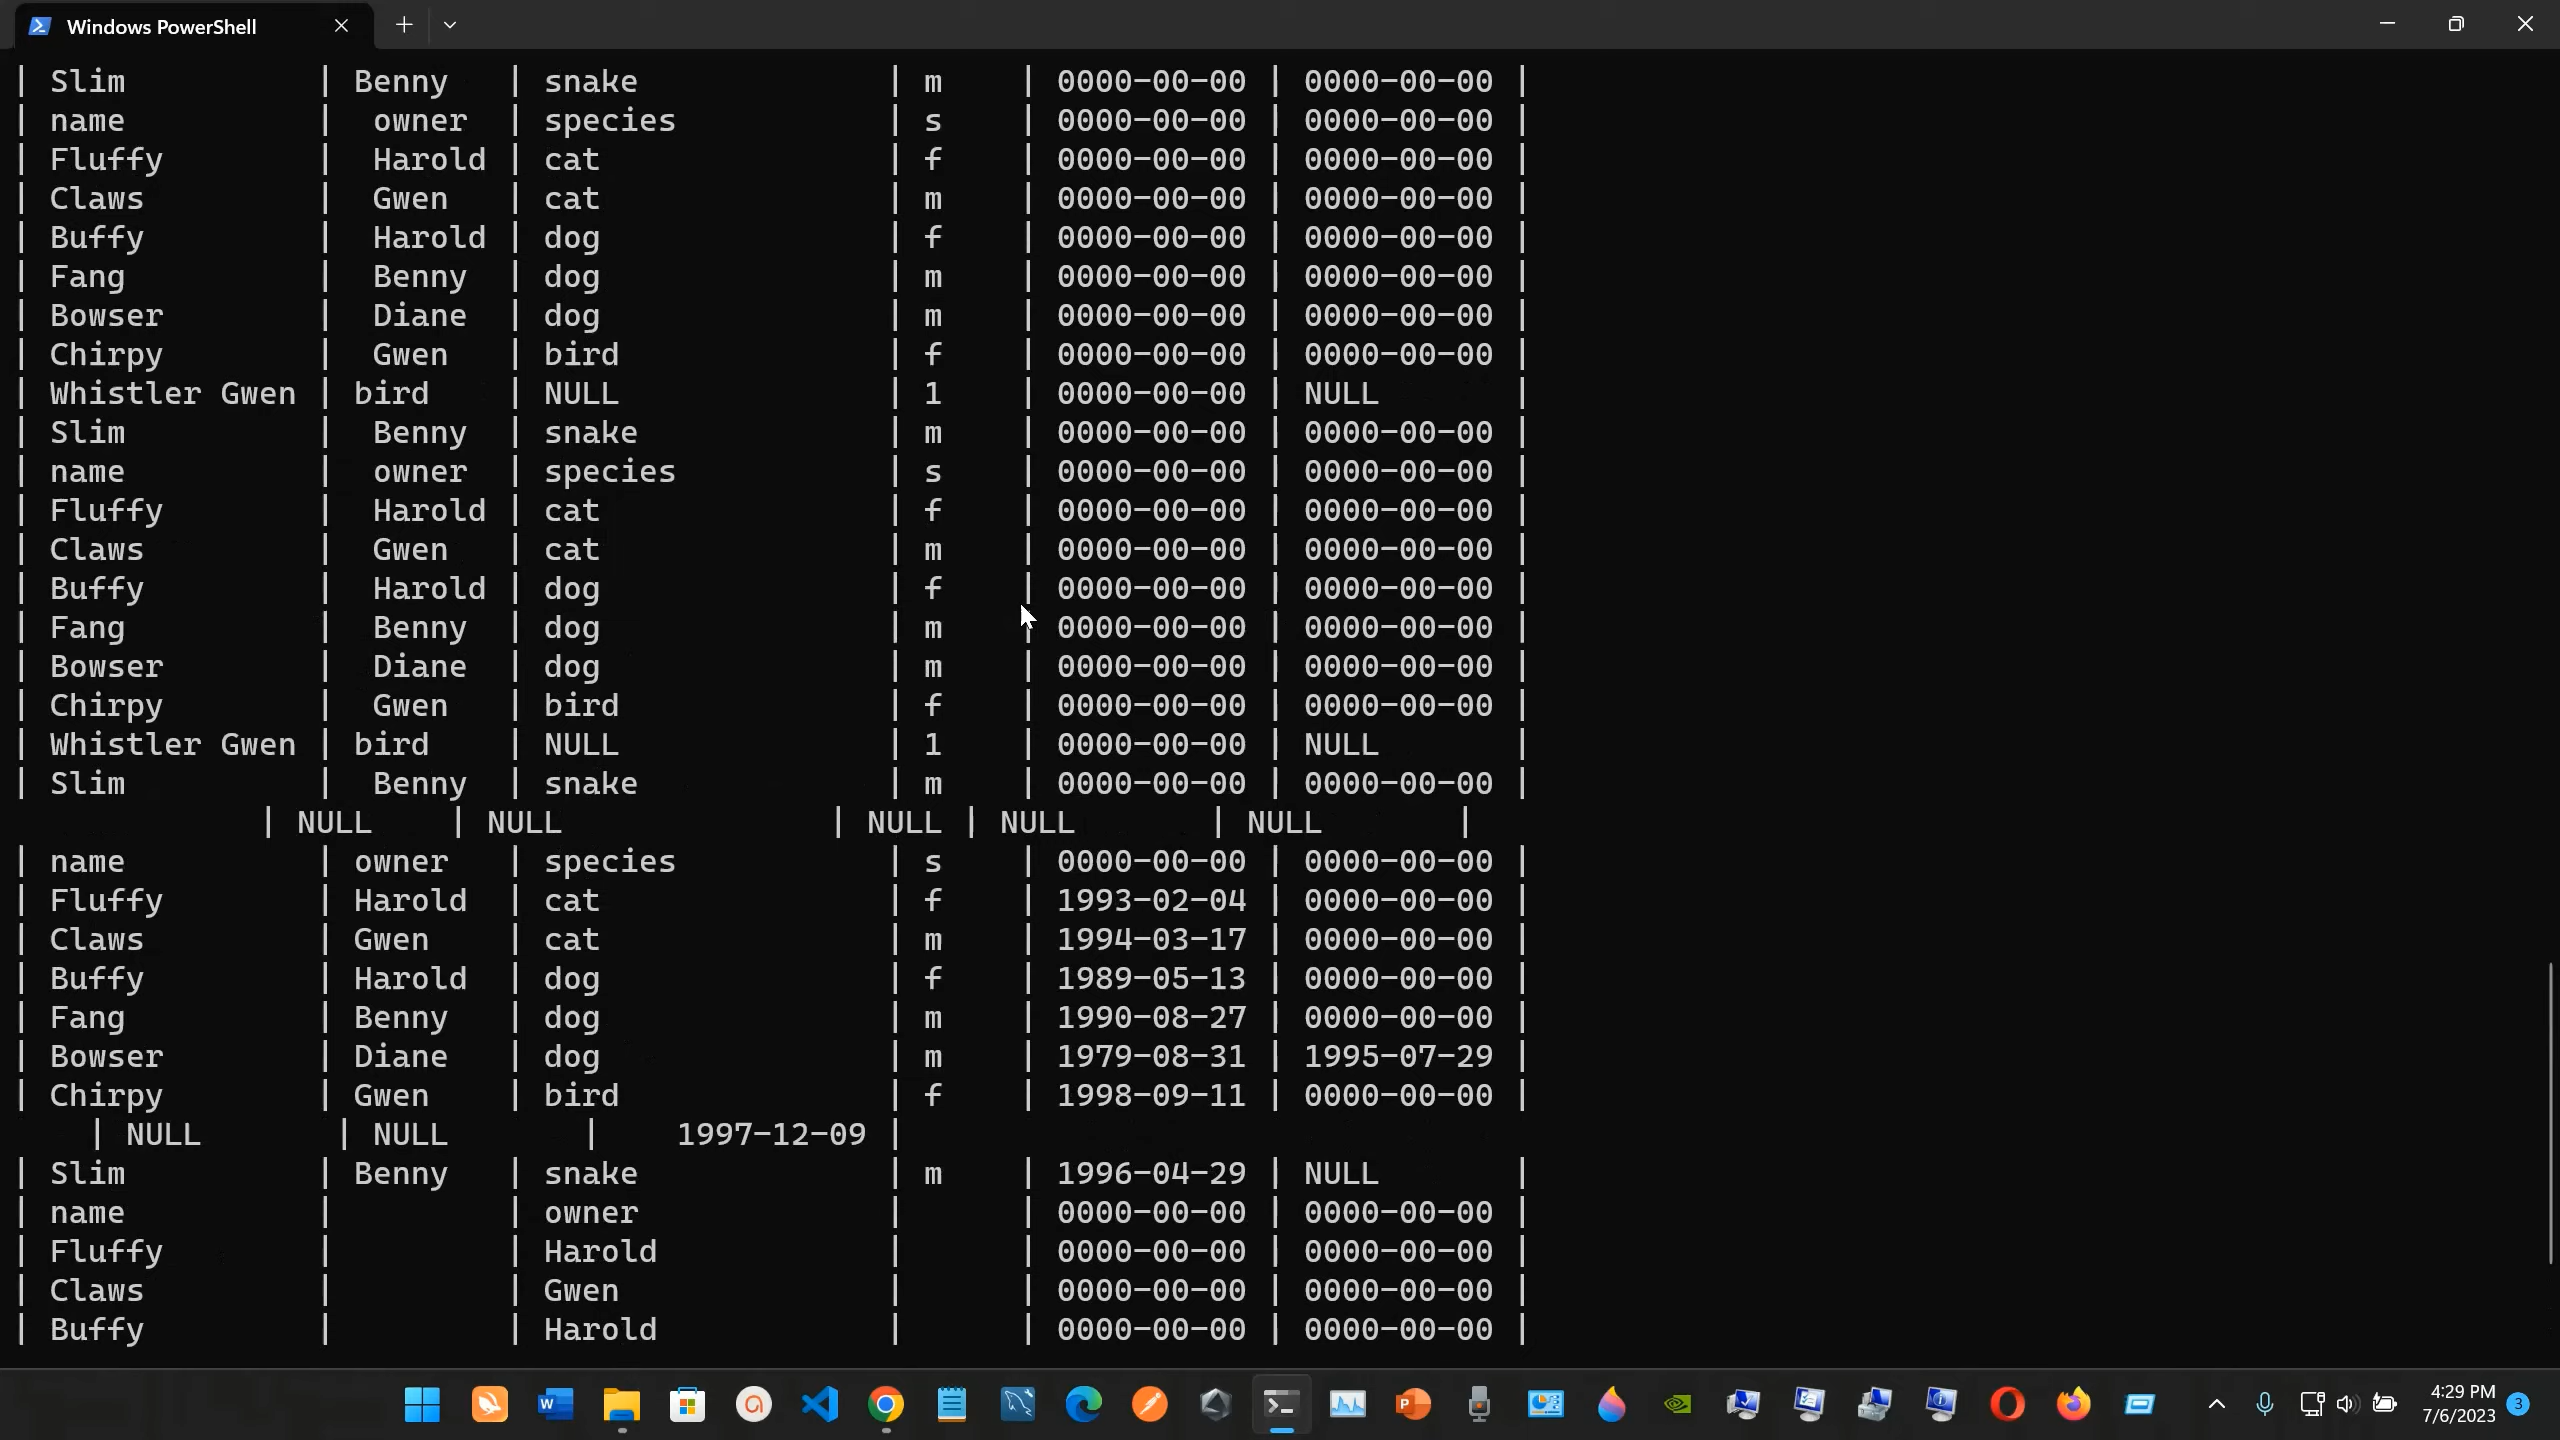 Windows PowerShell
| Slim | Benny | snake | m | 0000-00-00 | 0000-00-00 |
| name | owner | species | s | 0000-00-00 | 0000-00-00 |
| Fluffy | Harold | cat | f | 0000-00-00 | 0000-00-00 |
| Claws | Gwen | cat | m | 0000-00-00 | 0000-00-00 |
| Buffy | Harold | dog | f | 0000-00-00 | 0000-00-00 |
| Fang | Benny | dog | m | 0000-00-00 | 0000-00-00 |
| Bowser | Diane | dog | m | 0000-00-00 | 0000-00-00 |
| Chirpy | Gwen | bird | f | 0000-00-00 | 0000-00-00 |
| Whistler Gwen | bird | NULL | 1 | 0000-00-00 | NULL |
| Slim | Benny | snake | m | 0000-00-00 | 0000-00-00 |
| name | owner | species | s | 0000-00-00 | 0000-00-00 |
| Fluffy | Harold | cat | f | 0000-00-00 | 0000-00-00 |
| Claws | Gwen | cat | m | 0000-00-00 | 0000-00-00 |
| Buffy | Harold | dog | f | 0000-00-00 | 0000-00-00 |
| Fang | Benny | dog | m | 0000-00-00 | 0000-00-00 |
| Bowser | Diane | dog | m | 0000-00-00 | 0000-00-00 |
| Chirpy | Gwen | bird | f | 0000-00-00 | 0000-00-00 |
| Whistler Gwen | bird | NULL | 1 | 0000-00-00 | NULL |
| Slim | Benny | snake | m | 0000-00-00 | 0000-00-00 |
| NULL | NULL | NULL | NULL | NULL |
| name | owner | species | s | 0000-00-00 | 0000-00-00 |
| Fluffy | Harold | cat | f | 1993-02-04 | 0000-00-00 |
| Claws | Gwen | cat | m | 1994-03-17 | 0000-00-00 |
| Buffy | Harold | dog | f | 1989-05-13 | 0000-00-00 |
| Fang | Benny | dog | m | 1990-08-27 | 0000-00-00 |
| Bowser | Diane | dog | m | 1979-08-31 | 1995-07-29 |
| Chirpy | Gwen | bird | f | 1998-09-11 | 0000-00-00 |
| NULL | NULL | 1997-12-09 |
| Slim | Benny | snake | m | 1996-04-29 | NULL |
| name | | owner | | 0000-00-00 | 0000-00-00 |
| Fluffy | | Harold | | 0000-00-00 | 0000-00-00 |
| Claws | | Gwen | | 0000-00-00 | 0000-00-00 |
| Buffy | | Harold | | 0000-00-00 | 0000-00-00 |
4:29 PM
7/6/2023
3